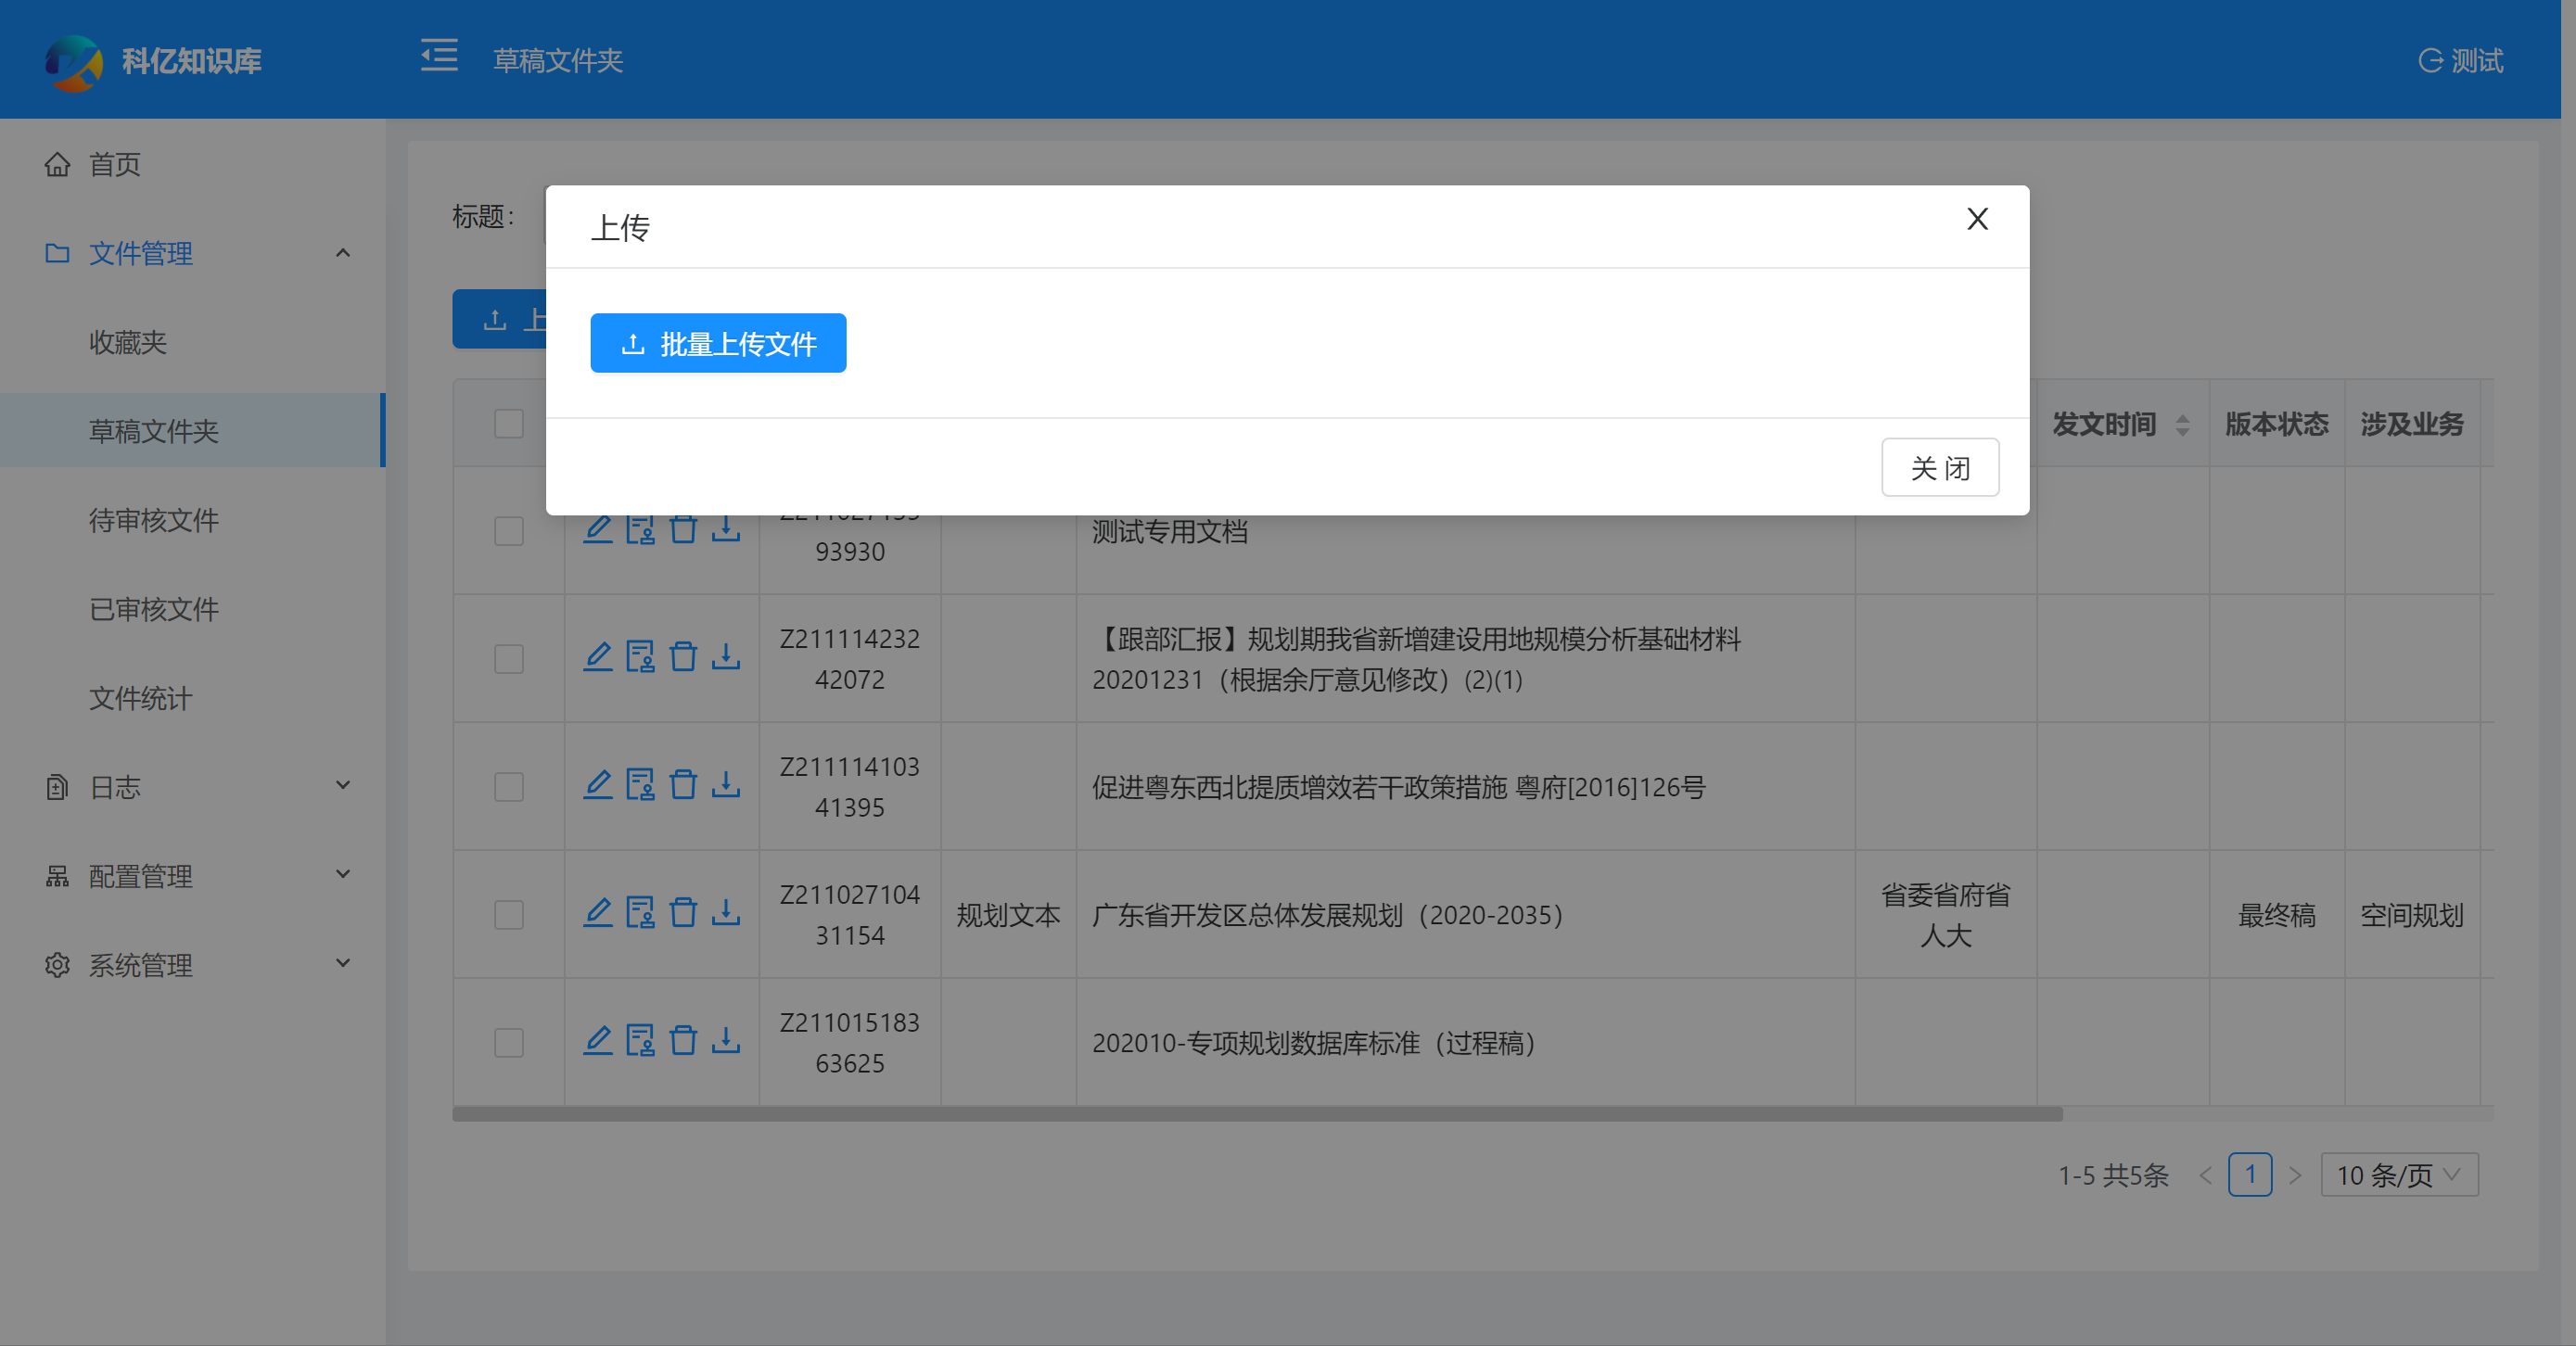 科亿知识库
草稿文件夹
测试
首页
文件管理
收藏夹
草稿文件夹
待审核文件
已审核文件
文件统计
日志
配置管理
系统管理
标题：
上传
批量上传文件
关 闭
发文时间
版本状态
涉及业务
93930
测试专用文档
Z211114232
42072
【跟部汇报】规划期我省新增建设用地规模分析基础材料
20201231（根据余厅意见修改）(2)(1)
Z211114103
41395
促进粤东西北提质增效若干政策措施 粤府[2016]126号
Z211027104
31154
规划文本
广东省开发区总体发展规划（2020-2035）
省委省府省
人大
最终稿
空间规划
Z211015183
63625
202010-专项规划数据库标准（过程稿）
1-5 共5条
1
10 条/页